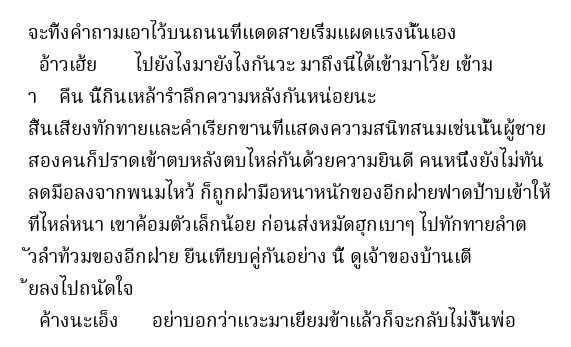 จะทิ้งคำถามเอาไว้บนถนนที่แดดสายเริ่มแผดแรงนั้นเอง
อ้าวเฮ้ย ไปยังไงมายังไงกันวะ มาถึงนี่ได้เข้ามาโว้ย เข้าม
า คืน นี้กินเหล้ารำลึกความหลังกันหน่อยนะ
สิ้นเสียงทักทายและคำเรียกขานที่แสดงความสนิทสนมเช่นนั้นผู้ชาย
สองคนก็ปราดเข้าตบหลังตบไหล่กันด้วยความยินดี คนหนึ่งยังไม่ทัน
ลดมือลงจากพนมไหว้ ก็ถูกฝ่ามือหนาหนักของอีกฝ่ายฟาดป้าบเข้าให้
ที่ไหล่หนา เขาค้อมตัวเล็กน้อย ก่อนส่งหมัดฮุกเบาๆ ไปทักทายลำต
ัวล่ำท้วมของอีกฝ่าย ยืนเทียบคู่กันอย่าง นี้ ดูเจ้าของบ้านเตี
้ยลงไปถนัดใจ
ค้างนะเอ็ง อย่าบอกว่าแวะมาเยี่ยมข้าแล้วก็จะกลับไม่งั้นพ่อ